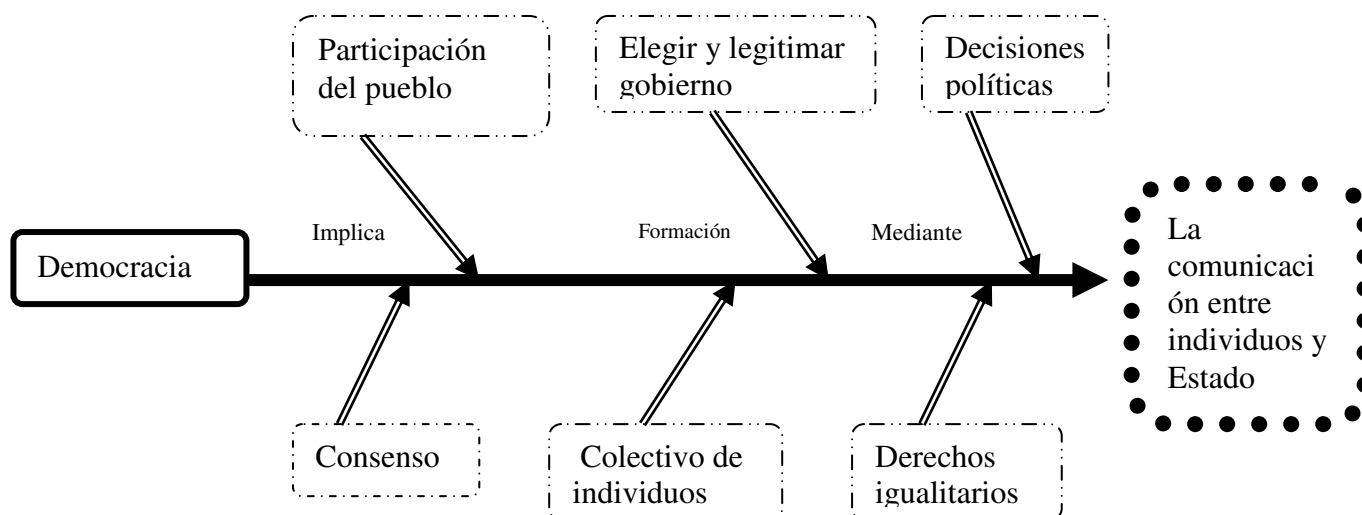 Participación
del pueblo
Elegir y legitimar
gobierno
Decisiones
políticas
Implica
Formación
Mediante
Democracia
La
comunicaci
ón entre
individuos y
Estado
Consenso
Colectivo de
individuos
Derechos
igualitarios